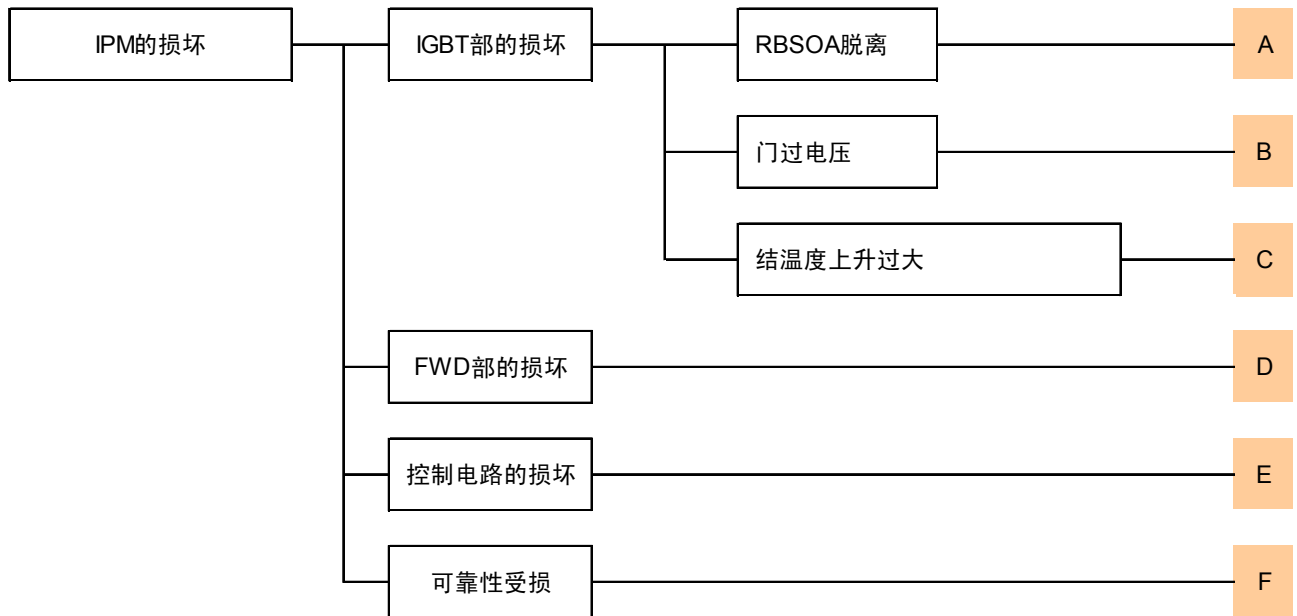 IPM的损坏
IGBT部的损坏
RBSOA脱离
A
门过电压
B
结温度上升过大
C
FWD部的损坏
D
控制电路的损坏
E
可靠性受损
F